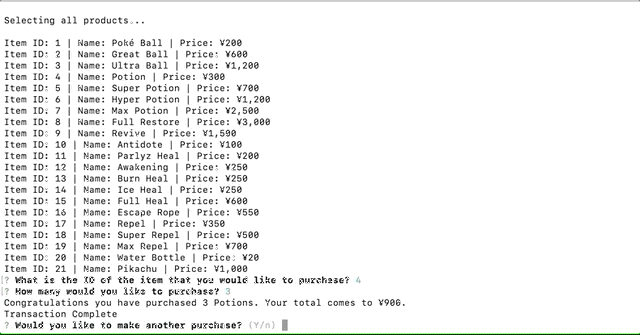 Selecting all products...
Item ID: 1 | Name: Poké Ball | Price: ¥200
Item ID: 2 | Name: Great Ball | Price: ¥600
Item ID: 3 | Name: Ultra Ball | Price: ¥1,200
Item ID: 4 | Name: Potion | Price: ¥300
Item ID: 5 | Name: Super Potion | Price: ¥700
Item ID: 6 | Name: Hyper Potion | Price: ¥1,200
Item ID: 7 | Name: Max Potion | Price: ¥2,500
Item ID: 8 | Name: Full Restore | Price: ¥3,000
Item ID: 9 | Name: Revive | Price: ¥1,500
Item ID: 10 | Name: Antidote | Price: ¥100
Item ID: 11 | Name: Parlyz Heal | Price: ¥200
Item ID: 12 | Name: Awakening | Price: ¥250
Item ID: 13 | Name: Burn Heal | Price: ¥250
Item ID: 14 | Name: Ice Heal | Price: ¥250
Item ID: 15 | Name: Full Heal | Price: ¥600
Item ID: 16 | Name: Escape Rope | Price: ¥550
Item ID: 17 | Name: Repel | Price: ¥350
Item ID: 18 | Name: Super Repel | Price: ¥500
Item ID: 19 | Name: Max Repel | Price: ¥700
Item ID: 20 | Name: Water Bottle | Price: ¥20
Item ID: 21 | Name: Pikachu | Price: ¥1,000
[? What is the ID of the item that you would like to purchase? 4
[? How many would you like to purchase? 3
Congratulations you have purchased 3 Potions. Your total comes to ¥900.
Transaction Complete
? Would you like to make another purchase? (Y/n)